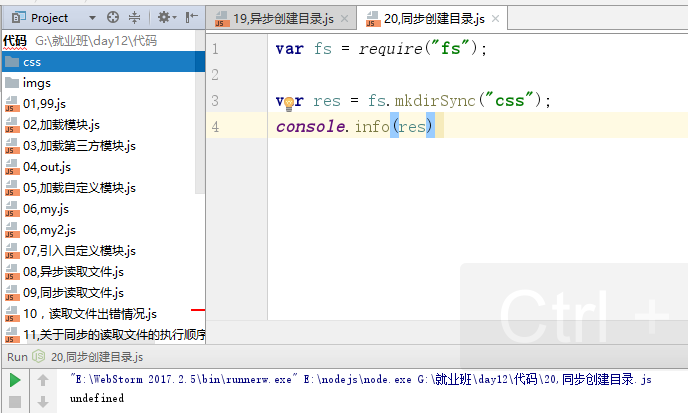 Project
19,异步创建目录.js
20,同步创建目录.js
代码 G:\就业班\day12\代码
css
imgs
01,99.js
02,加载模块.js
03,加载第三方模块.js
04,out.js
05,加载自定义模块.js
06,my.js
06,my2.js
07,引入自定义模块.js
08,异步读取文件.js
09,同步读取文件.js
10，读取文件出错情况.js
11,关于同步的读取文件的执行顺序
1 var fs = require("fs");
2
3 var res = fs.mkdirSync("css");
4 console.info(res)
Ctrl +
Run 20,同步创建目录.js
"E:\WebStorm 2017.2.5\bin\runnerw.exe" E:\nodejs\node.exe G:\就业班\day12\代码\20,同步创建目录.js
undefined